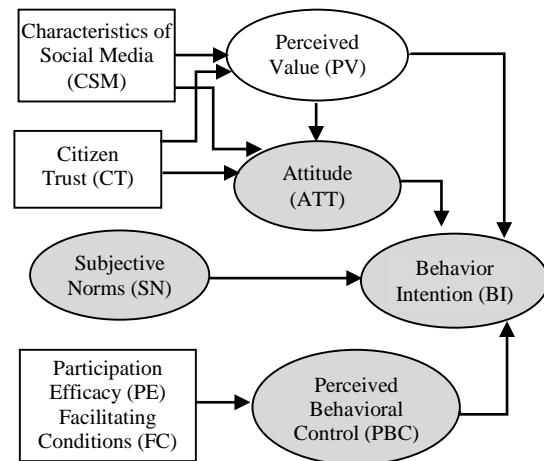 Characteristics of
Social Media
(CSM)
Perceived
Value (PV)
Citizen
Trust (CT)
Attitude
(ATT)
Subjective
Norms (SN)
Behavior
Intention (BI)
Participation
Efficacy (PE)
Facilitating
Conditions (FC)
Perceived
Behavioral
Control (PBC)